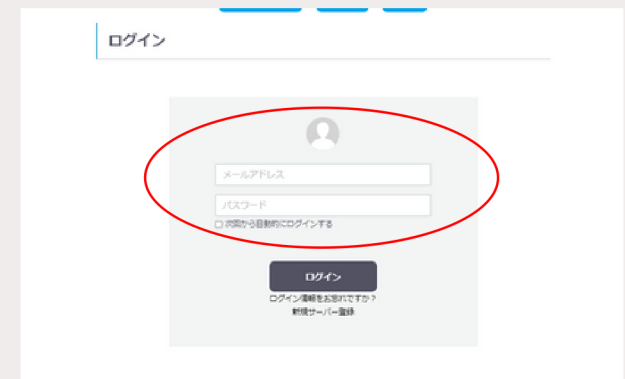 ログイン
メールアドレス
パスワード
次回から自動的にログインする
ログイン
ログイン情報をお忘れですか？
新規サーバー登録